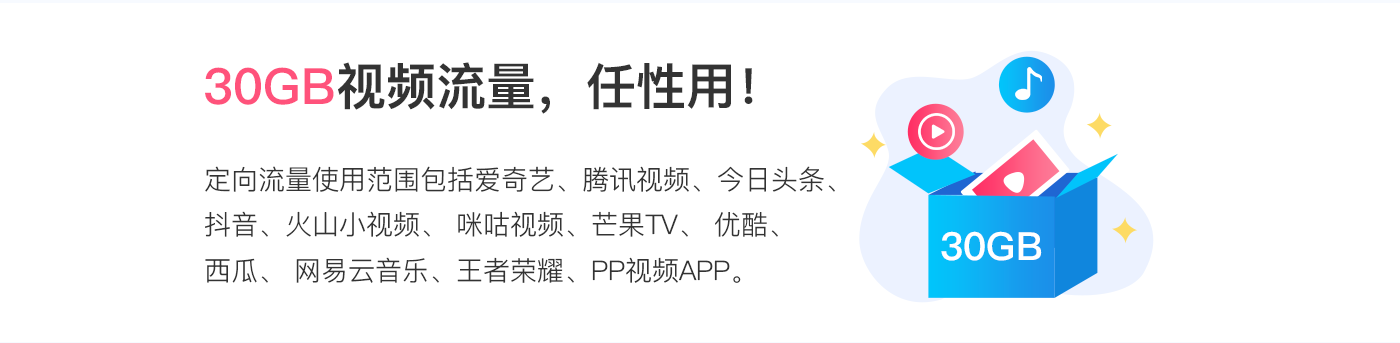 30GB视频流量，任性用！
定向流量使用范围包括爱奇艺、腾讯视频、今日头条、
抖音、火山小视频、 咪咕视频、芒果TV、 优酷、
西瓜、 网易云音乐、王者荣耀、PP视频APP。
30GB